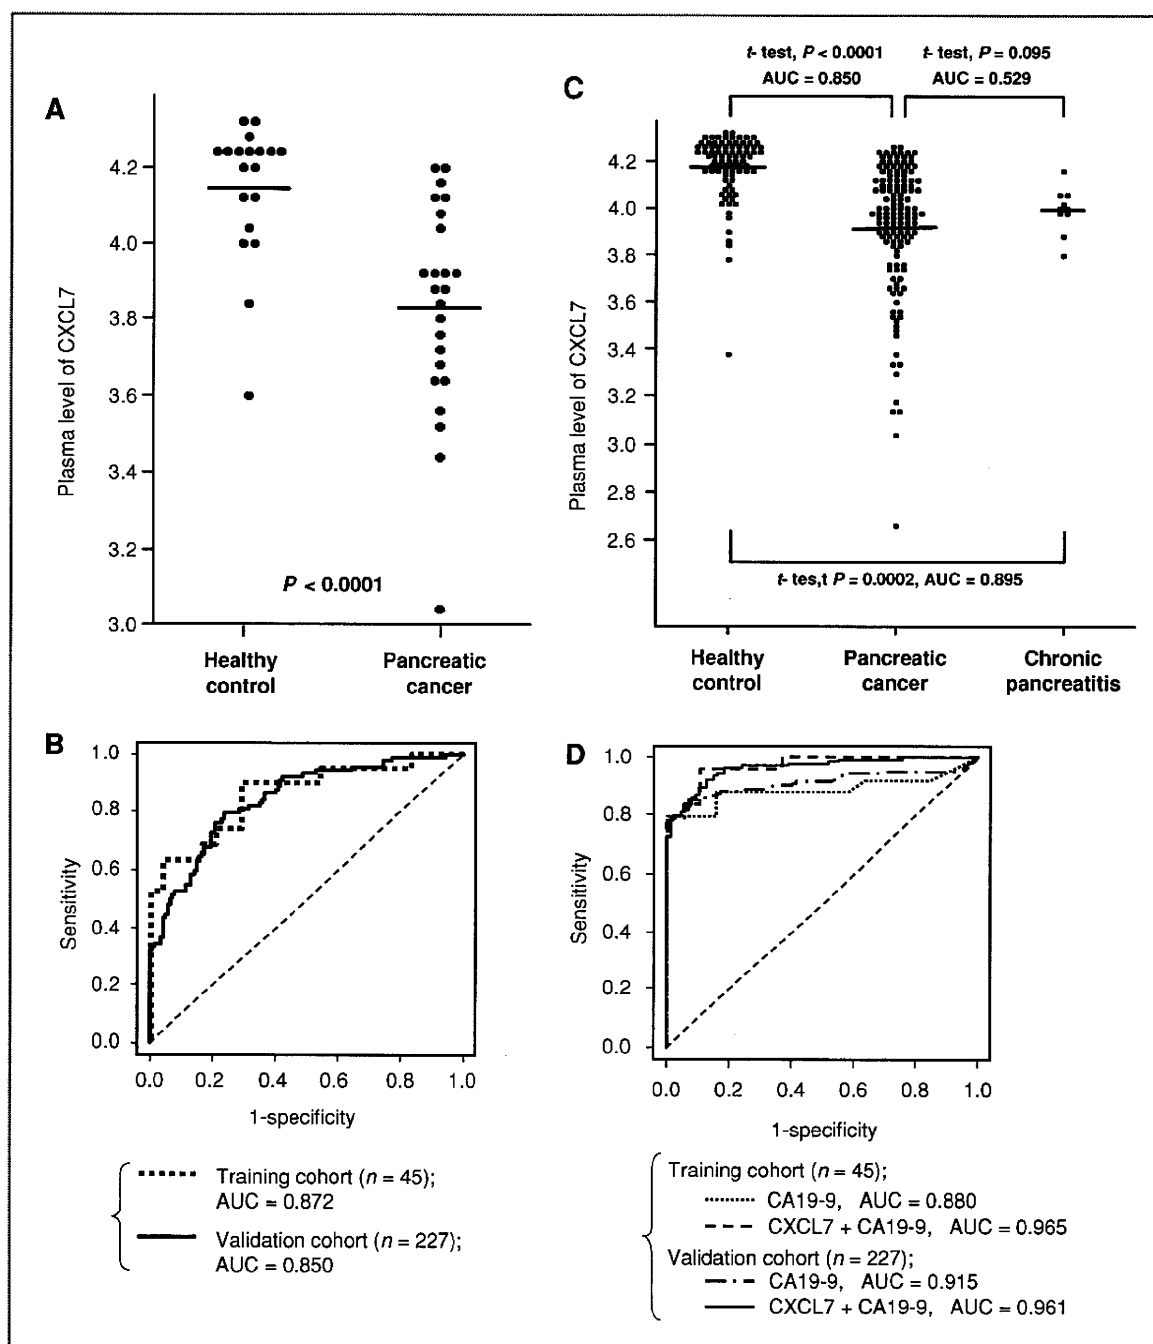 A
Plasma level of CXCL7
4.2
4.0
3.8
3.6
3.4
3.2
3.0
P < 0.0001
Healthy
control
Pancreatic
cancer
C
t- test, P < 0.0001
AUC = 0.850
t- test, P = 0.095
AUC = 0.529
Plasma level of CXCL7
4.2
4.0
3.8
3.6
3.4
3.2
3.0
2.8
2.6
t- tes,t P = 0.0002, AUC = 0.895
Healthy
control
Pancreatic
cancer
Chronic
pancreatitis
B
Sensitivity
1.0
0.8
0.6
0.4
0.2
0.0
0.0 0.2 0.4 0.6 0.8 1.0
1-specificity
Training cohort (n = 45);
AUC = 0.872
Validation cohort (n = 227);
AUC = 0.850
D
Sensitivity
1.0
0.8
0.6
0.4
0.2
0.0
0.0 0.2 0.4 0.6 0.8 1.0
1-specificity
Training cohort (n = 45);
CA19-9, AUC = 0.880
CXCL7 + CA19-9, AUC = 0.965
Validation cohort (n = 227);
CA19-9, AUC = 0.915
CXCL7 + CA19-9, AUC = 0.961